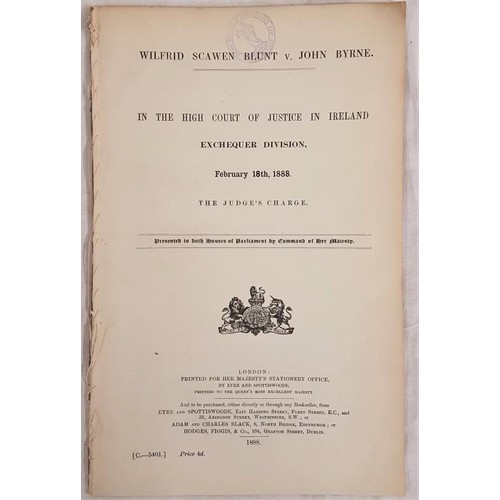 WILFRID SCAWEN BLUNT v. JOHN BYRNE.
IN THE HIGH COURT OF JUSTICE IN IRELAND
EXCHEQUER DIVISION,
February 18th, 1888.
THE JUDGE'S CHARGE.
Presented to both Houses of Parliament by Command of Her Majesty.
LONDON:
PRINTED FOR HER MAJESTY'S STATIONERY OFFICE,
BY EYRE AND SPOTTISWOODE,
PRINTERS TO THE QUEEN'S MOST EXCELLENT MAJESTY.
And to be purchased, either directly or through any Bookseller, from
EYRE AND SPOTTISWOODE, EAST HARDING STREET, FLEET STREET, E.C., and
32, ABINGDON STREET, WESTMINSTER, S.W.; or
ADAM AND CHARLES BLACK, 6, NORTH BRIDGE, EDINBURGH; or
HODGES, FIGGIS, & Co., 104, GRAFTON STREET, DUBLIN.
1888.
[C.—5401.] Price 4d.